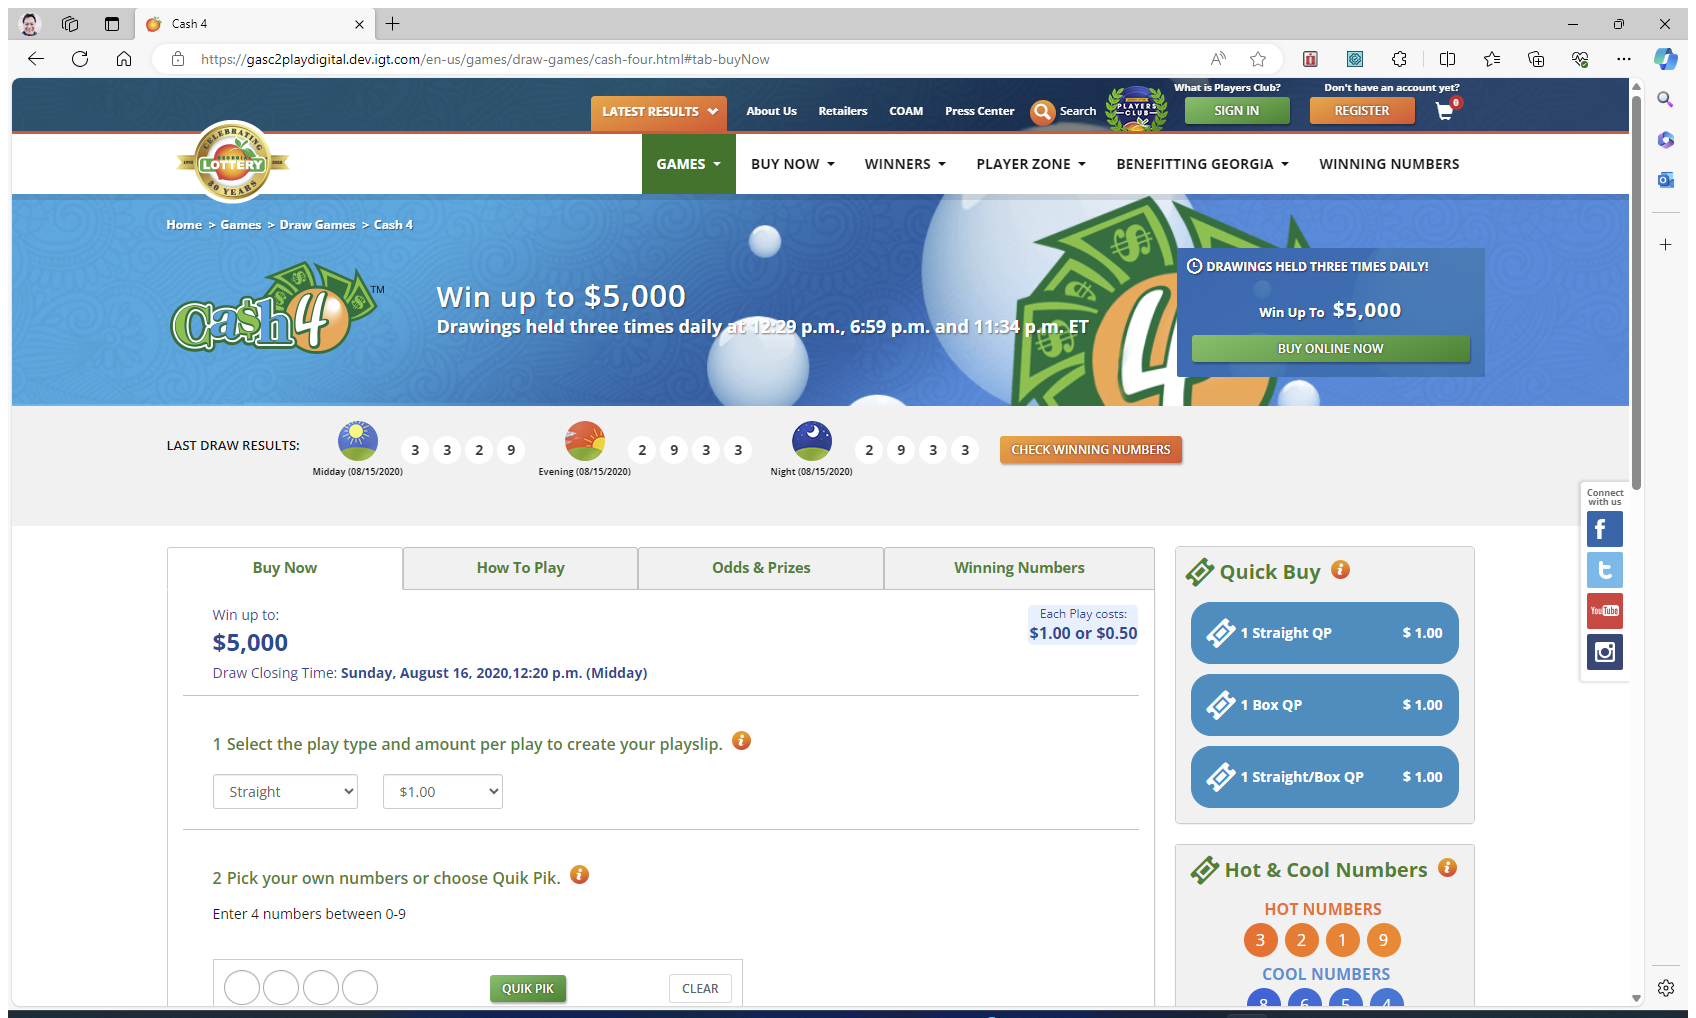 Cash 4
https://gasc2playdigital.dev.igt.com/en-us/games/draw-games/cash-four.html#tab-buyNow
LATEST RESULTS
About Us
Retailers
COAM
Press Center
Search
PLAYERS
CLUB
What is Players Club?
SIGN IN
Don't have an account yet?
REGISTER
0
CELEBRATING
GEORGIA
LOTTERY
30 YEARS
GAMES
BUY NOW
WINNERS
PLAYER ZONE
BENEFITTING GEORGIA
WINNING NUMBERS
Home > Games > Draw Games > Cash 4
Cash 4 TM
Win up to $5,000
Drawings held three times daily at 12:29 p.m., 6:59 p.m. and 11:34 p.m. ET
DRAWINGS HELD THREE TIMES DAILY!
Win Up To $5,000
BUY ONLINE NOW
LAST DRAW RESULTS:
Midday (08/15/2020)
3 3 2 9
Evening (08/15/2020)
2 9 3 3
Night (08/15/2020)
2 9 3 3
CHECK WINNING NUMBERS
Connect
with us
You Tube
Buy Now
How To Play
Odds & Prizes
Winning Numbers
Win up to:
$5,000
Draw Closing Time: Sunday, August 16, 2020,12:20 p.m. (Midday)
Each Play costs:
$1.00 or $0.50
1 Select the play type and amount per play to create your playslip.
Straight
$1.00
2 Pick your own numbers or choose Quik Pik.
Enter 4 numbers between 0-9
QUIK PIK
CLEAR
Quick Buy
1 Straight QP $ 1.00
1 Box QP $ 1.00
1 Straight/Box QP $ 1.00
Hot & Cool Numbers
HOT NUMBERS
3 2 1 9
COOL NUMBERS
8 6 5 4